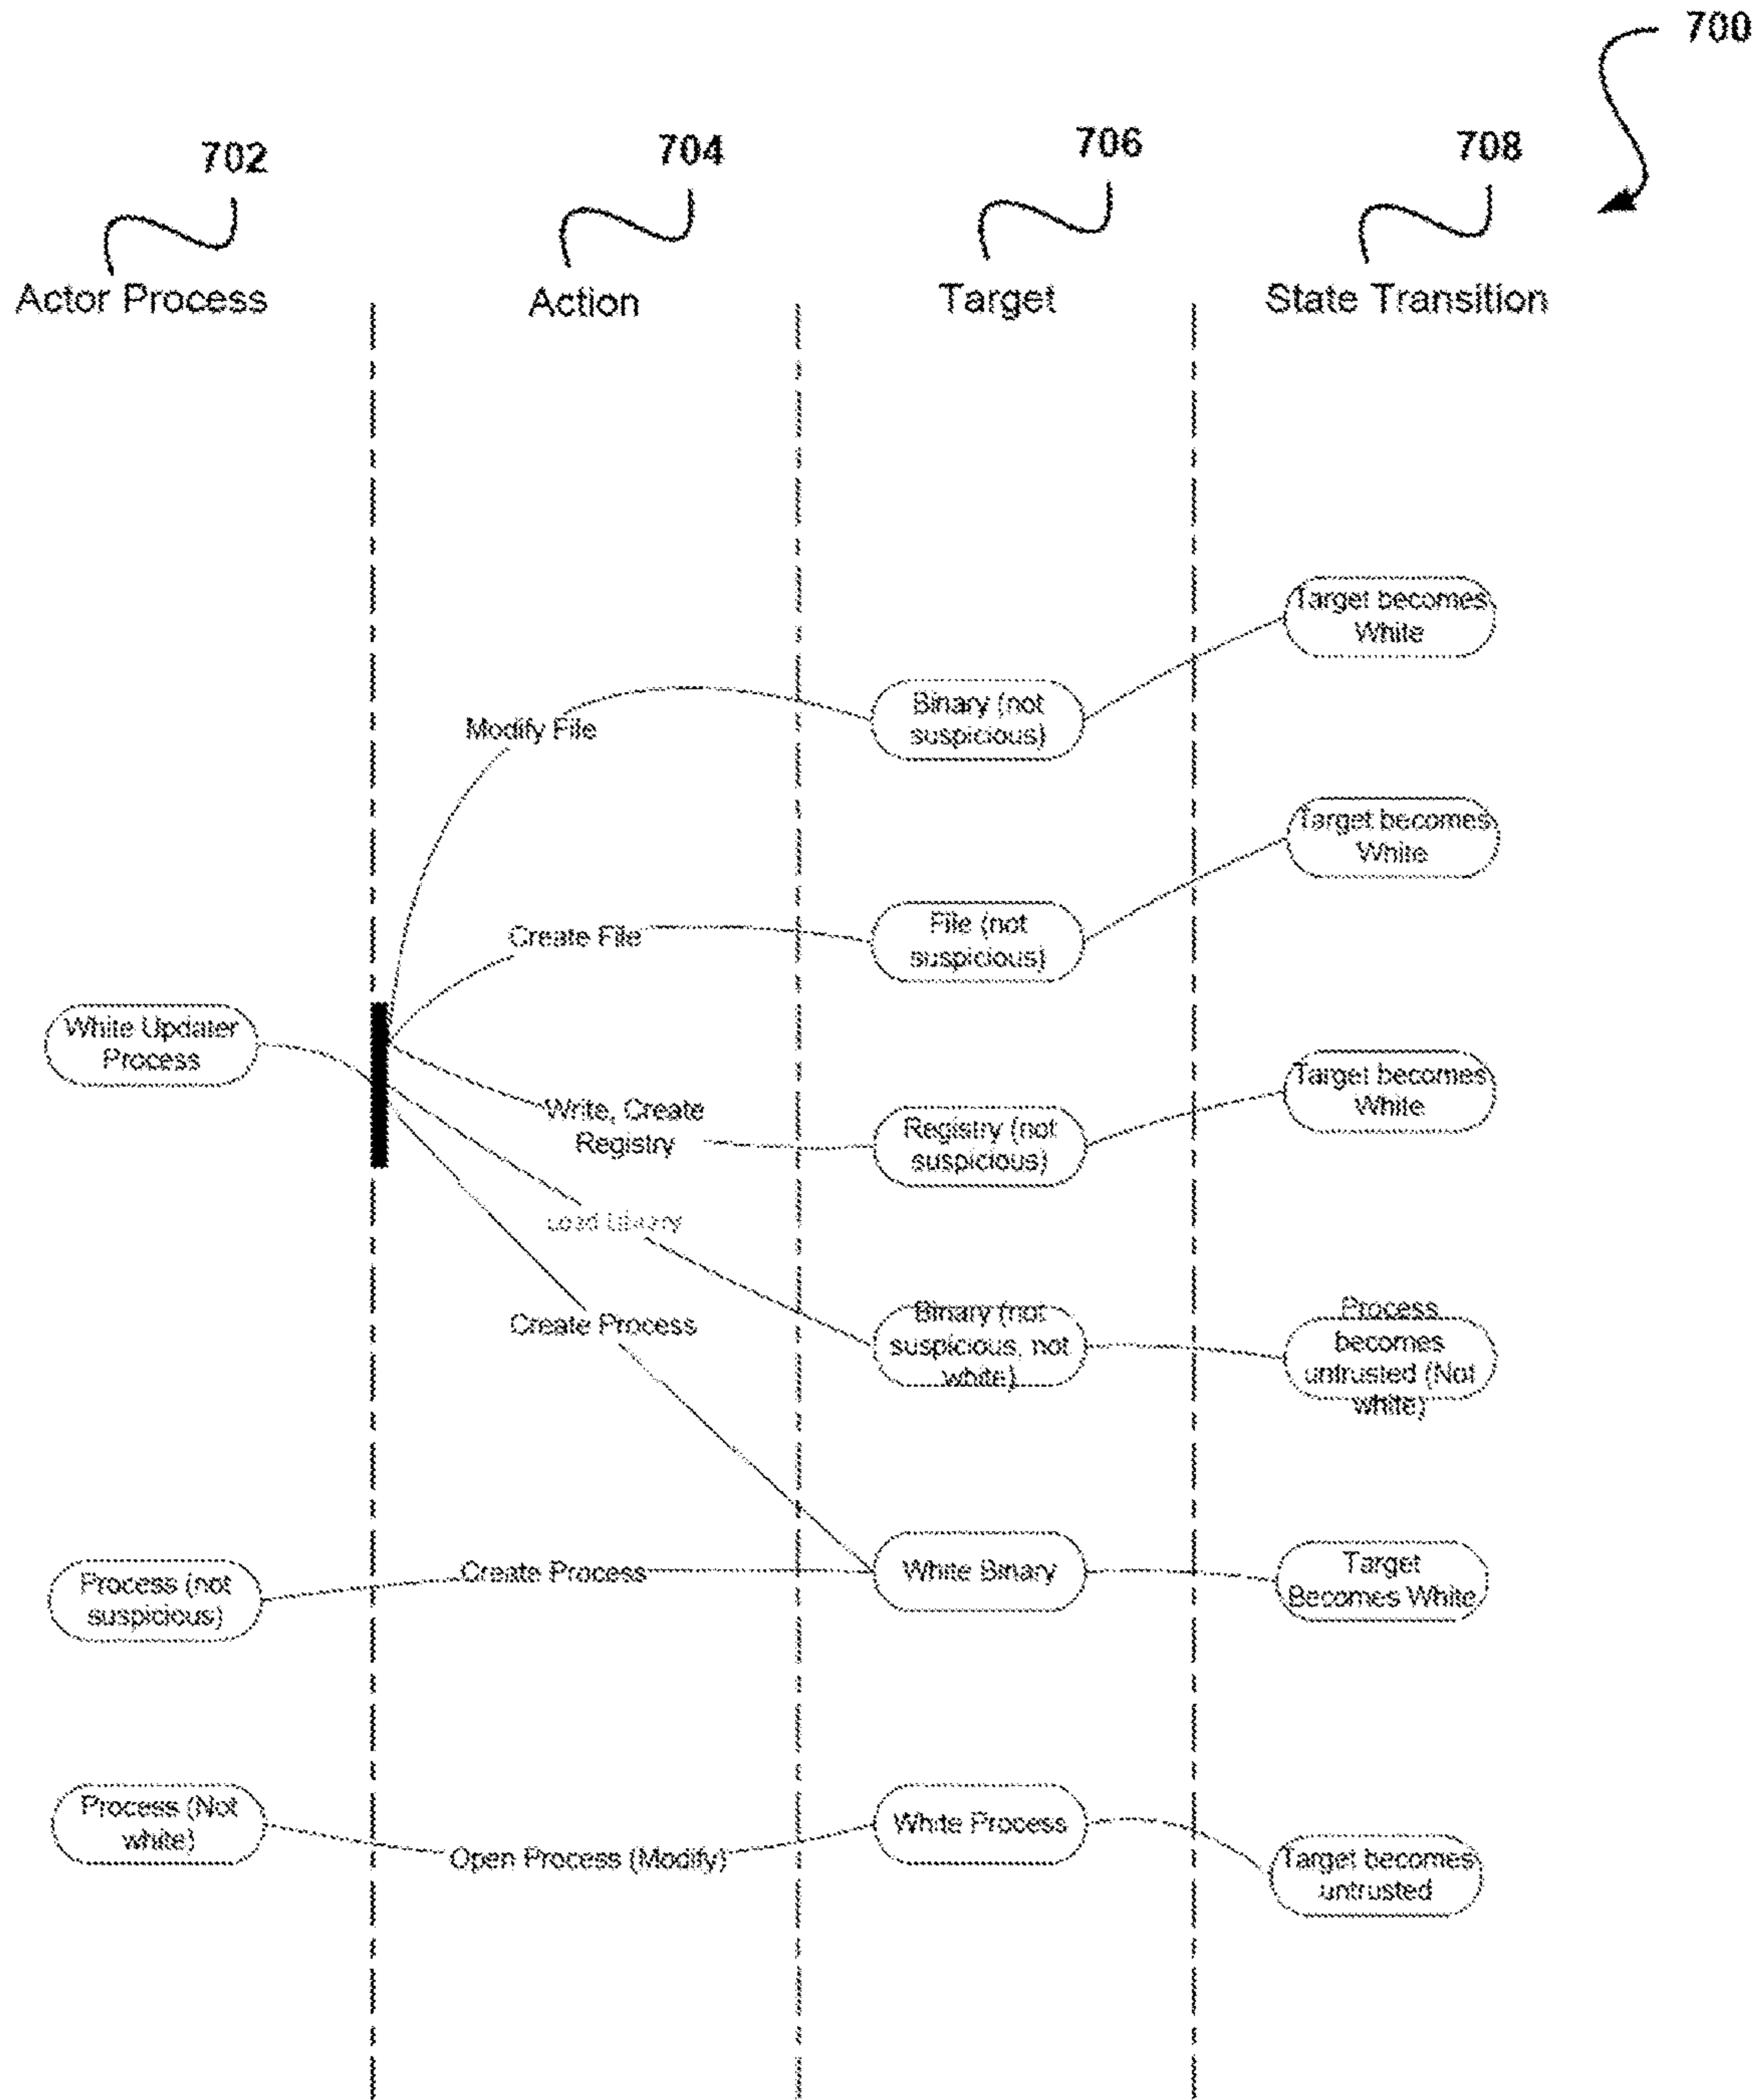 700
702
704
706
708
Actor Process
Action
Target
State Transition
Target becomes
White
Binary (not
suspicious)
Modify File
Target becomes
White
File (not
suspicious)
Create File
White Updater
Process
Target becomes
White
Write, Create
Registry
Registry (not
suspicious)
Load Library
Process
becomes
untrusted (Not
white)
Binary (not
suspicious, not
white)
Create Process
Process (not
suspicious)
Create Process
White Binary
Target
Becomes White
Process (Not
white)
Open Process (Modify)
White Process
Target becomes
untrusted